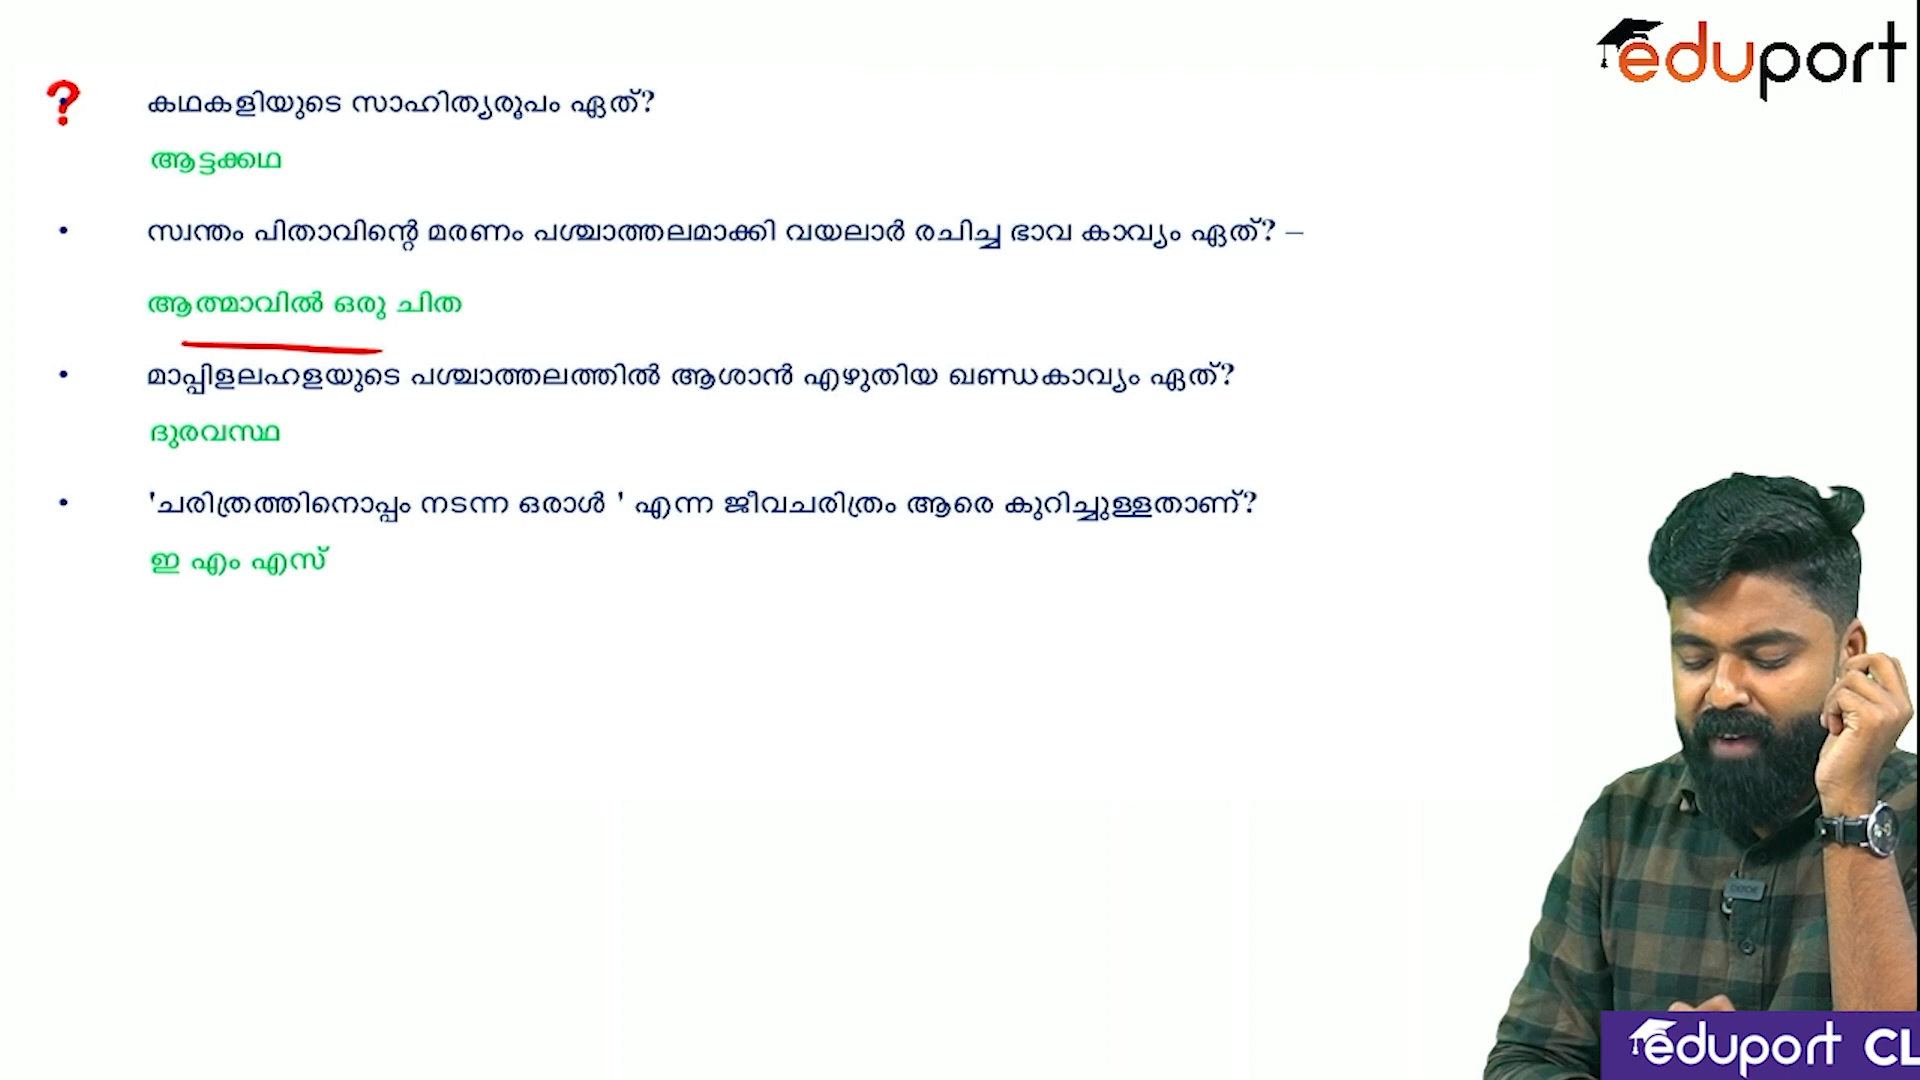 eduport
? കഥകളിയുടെ സാഹിത്യരൂപം ഏത്?
ആട്ടക്കഥ
• സ്വന്തം പിതാവിന്റെ മരണം പശ്ചാത്തലമാക്കി വയലാർ രചിച്ച ഭാവ കാവ്യം ഏത്? –
ആത്മാവിൽ ഒരു ചിത
• മാപ്പിളലഹളയുടെ പശ്ചാത്തലത്തിൽ ആശാൻ എഴുതിയ ഖണ്ഡകാവ്യം ഏത്?
ദുരവസ്ഥ
• 'ചരിത്രത്തിനൊപ്പം നടന്ന ഒരാൾ ' എന്ന ജീവചരിത്രം ആരെ കുറിച്ചുള്ളതാണ്?
ഇ എം എസ്
eduport CL